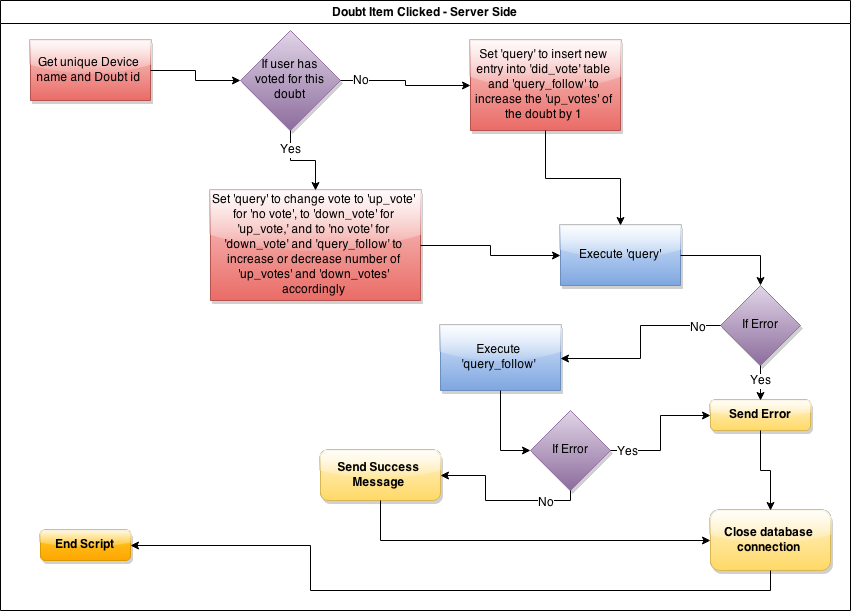 Doubt Item Clicked - Server Side
Get unique Device
name and Doubt id
If user has
voted for this
doubt
No
Set 'query' to insert new
entry into 'did_vote' table
and 'query_follow' to
increase the 'up_votes' of
the doubt by 1
Yes
Set 'query' to change vote to 'up_vote'
for 'no vote', to 'down_vote' for
'up_vote,' and to 'no vote' for
'down_vote' and 'query_follow' to
increase or decrease number of
'up_votes' and 'down_votes'
accordingly
Execute 'query'
If Error
No
Yes
Execute
'query_follow'
Send Error
If Error
Yes
No
Send Success
Message
Close database
connection
End Script